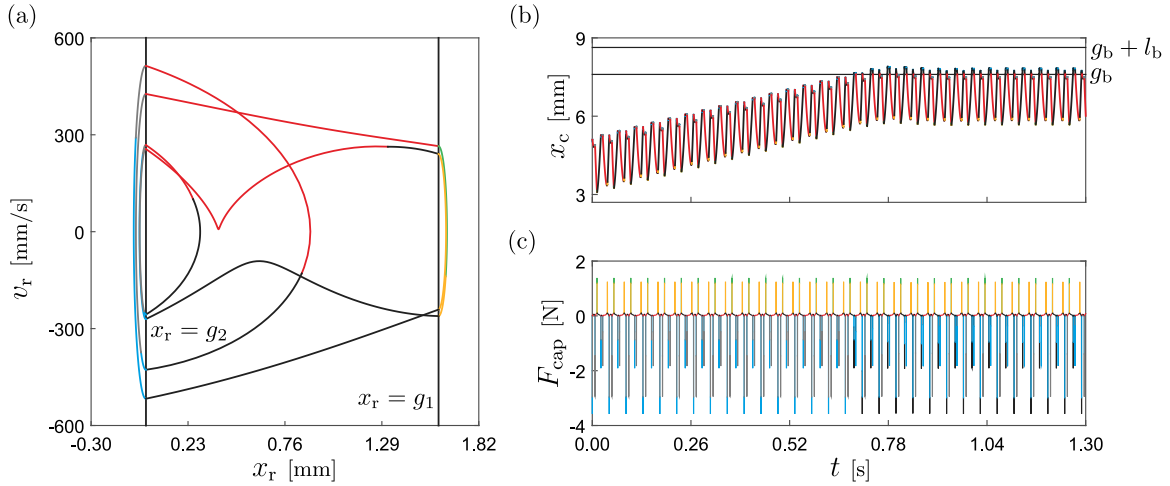 (a)
600
300
0
-300
-600
v_r [mm/s]
x_r = g_2
x_r = g_1
-0.30
0.23
0.76
1.29
1.82
x_r [mm]
(b)
9
6
3
x_c [mm]
g_b + l_b
g_b
(c)
2
0
-2
-4
F_cap [N]
0.00
0.26
0.52
0.78
1.04
1.30
t [s]